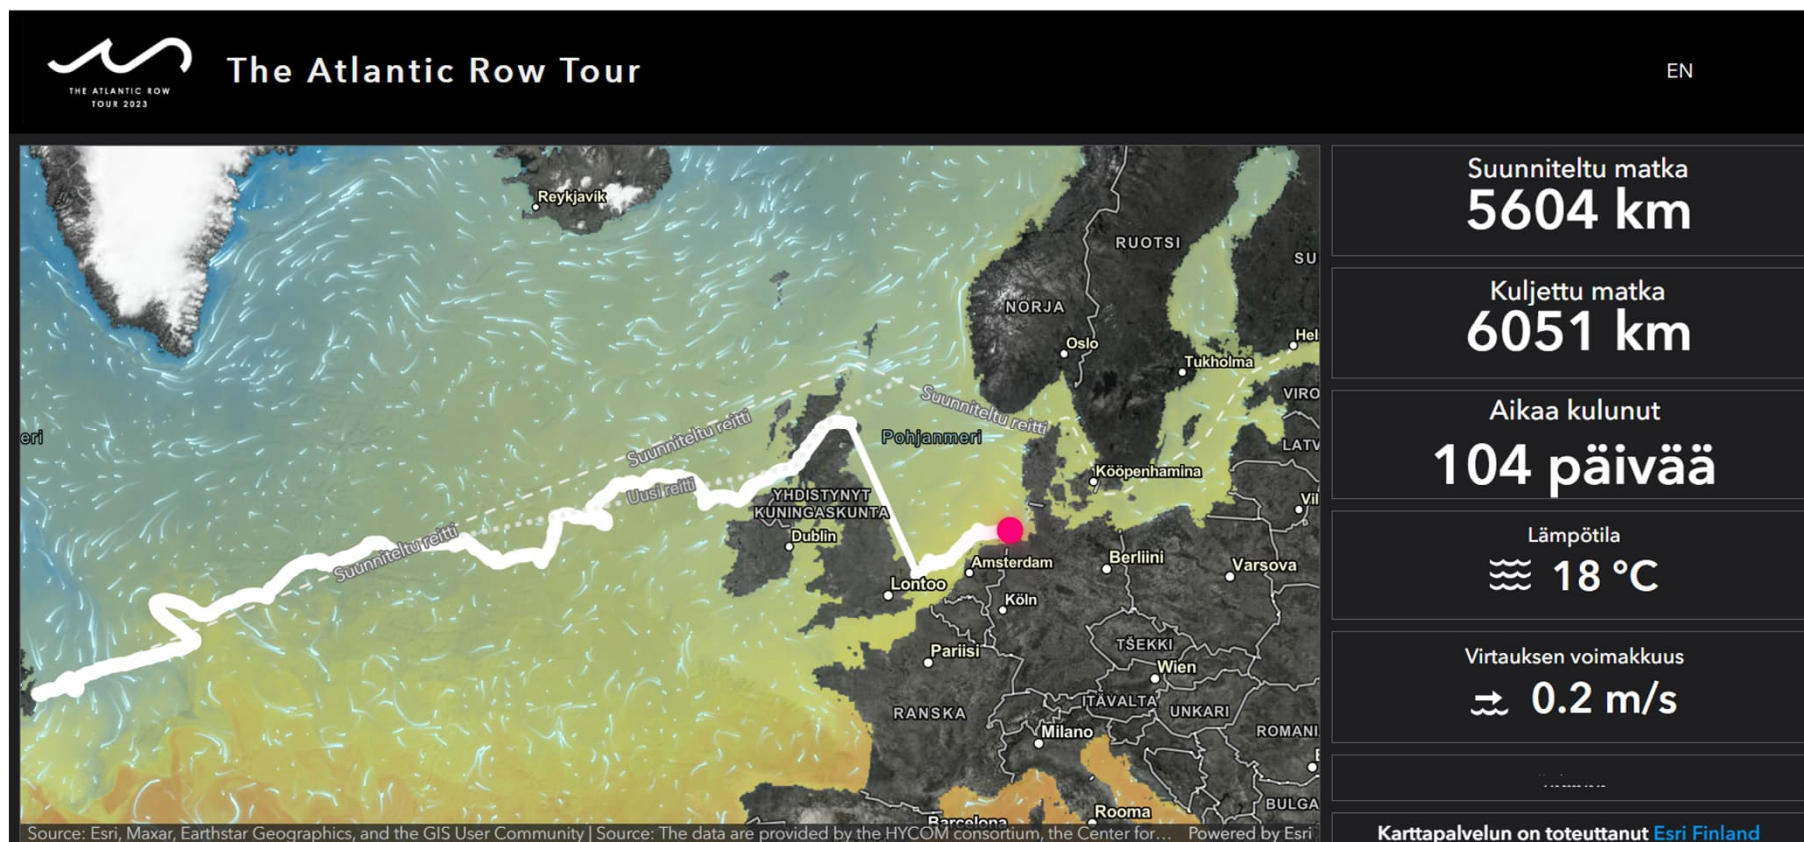 THE ATLANTIC ROW
TOUR 2023
The Atlantic Row Tour
EN
Reykjavík
RUOTSI
SU
NORJA
Oslo
Hel
Tukholma
VIRO
Suunniteltu reitti
Suunniteltu reitti
eri
Pohjanmeri
LATV
Kööpenhamina
Uusi reitti
YHDISTYNYT
KUNINGASKUNTA
Vil
Suunniteltu reitti
Dublin
Amsterdam
Berliini
Varsova
Lontoo
Köln
Pariisi
TŠEKKI
Wien
ITÄVALTA
UNKARI
RANSKA
Milano
ROMANI
BULGA
Rooma
Barcelona
Source: Esri, Maxar, Earthstar Geographics, and the GIS User Community | Source: The data are provided by the HYCOM consortium, the Center for...
Powered by Esri
Suunniteltu matka
5604 km
Kuljettu matka
6051 km
Aikaa kulunut
104 päivää
Lämpötila
18 °C
Virtauksen voimakkuus
0.2 m/s
Karttapalvelun on toteuttanut Esri Finland